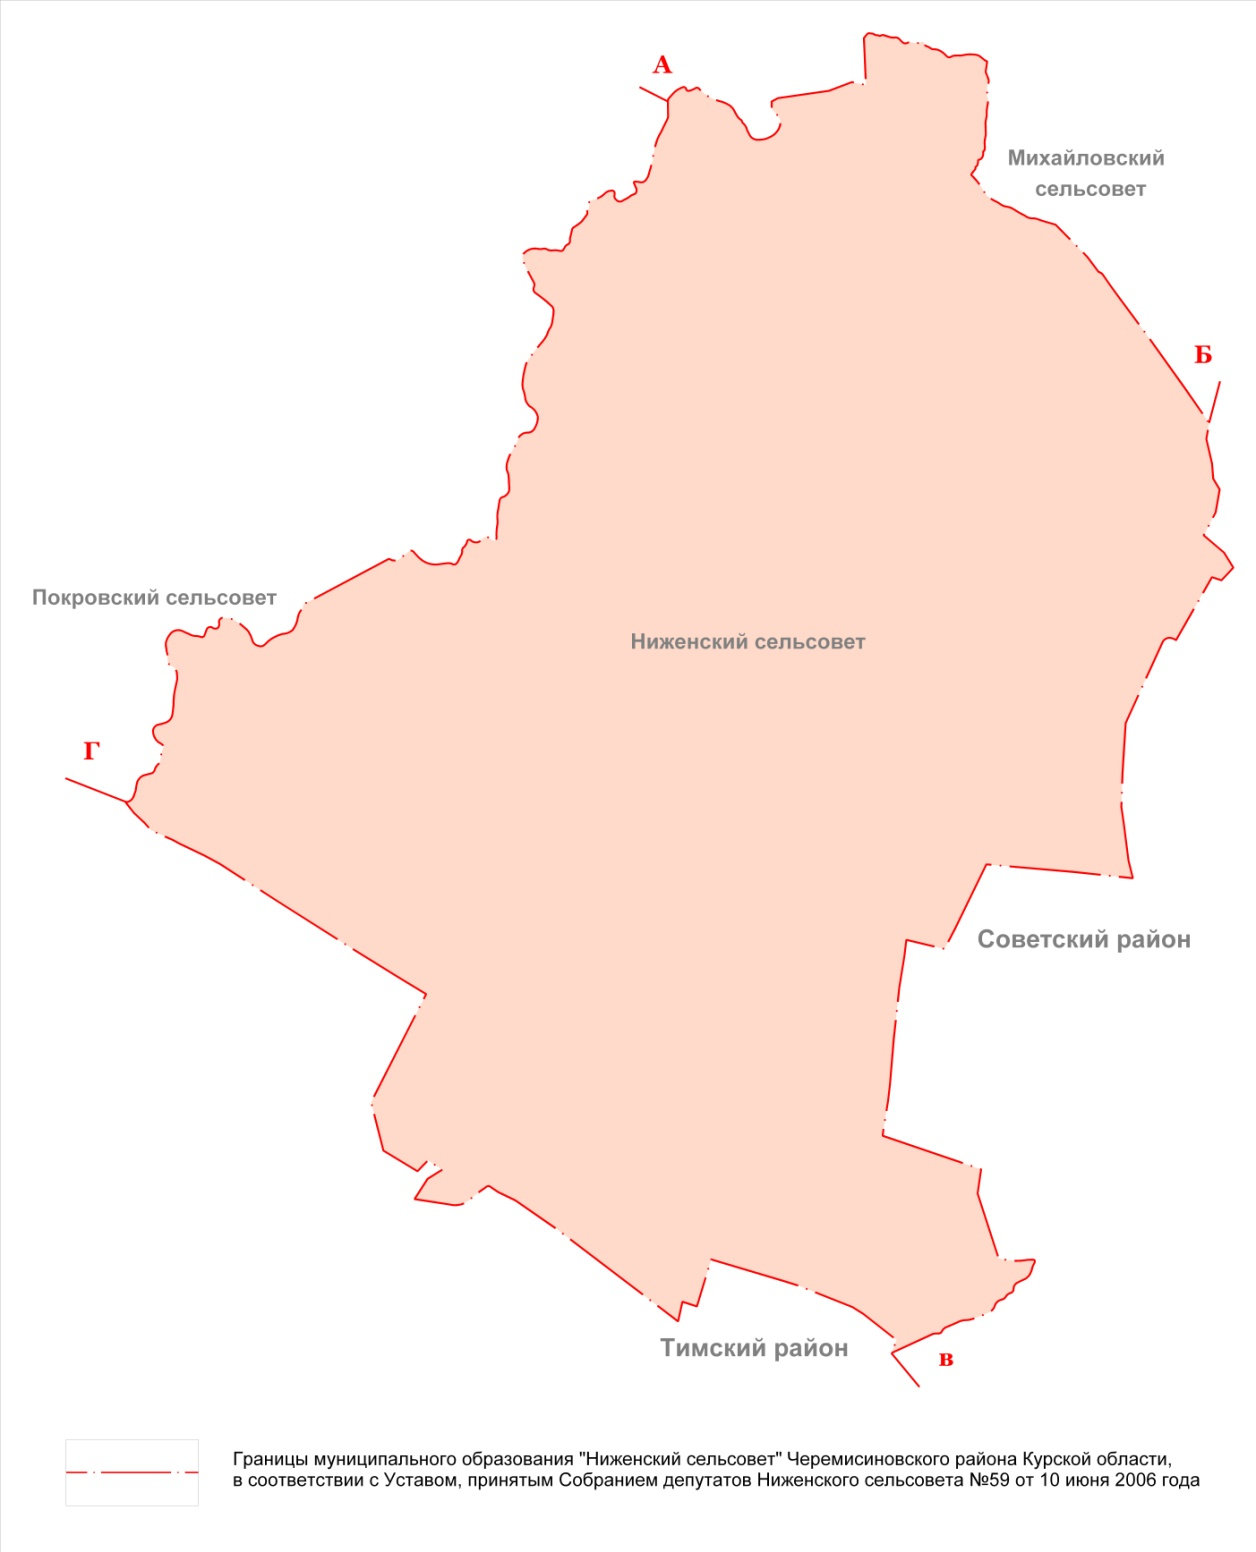 А
Михайловский
сельсовет
Б
Покровский сельсовет
Ниженский сельсовет
Г
Советский район
Тимский район
в
Границы муниципального образования "Ниженский сельсовет" Черемисиновского района Курской области,
в соответствии с Уставом, принятым Собранием депутатов Ниженского сельсовета №59 от 10 июня 2006 года